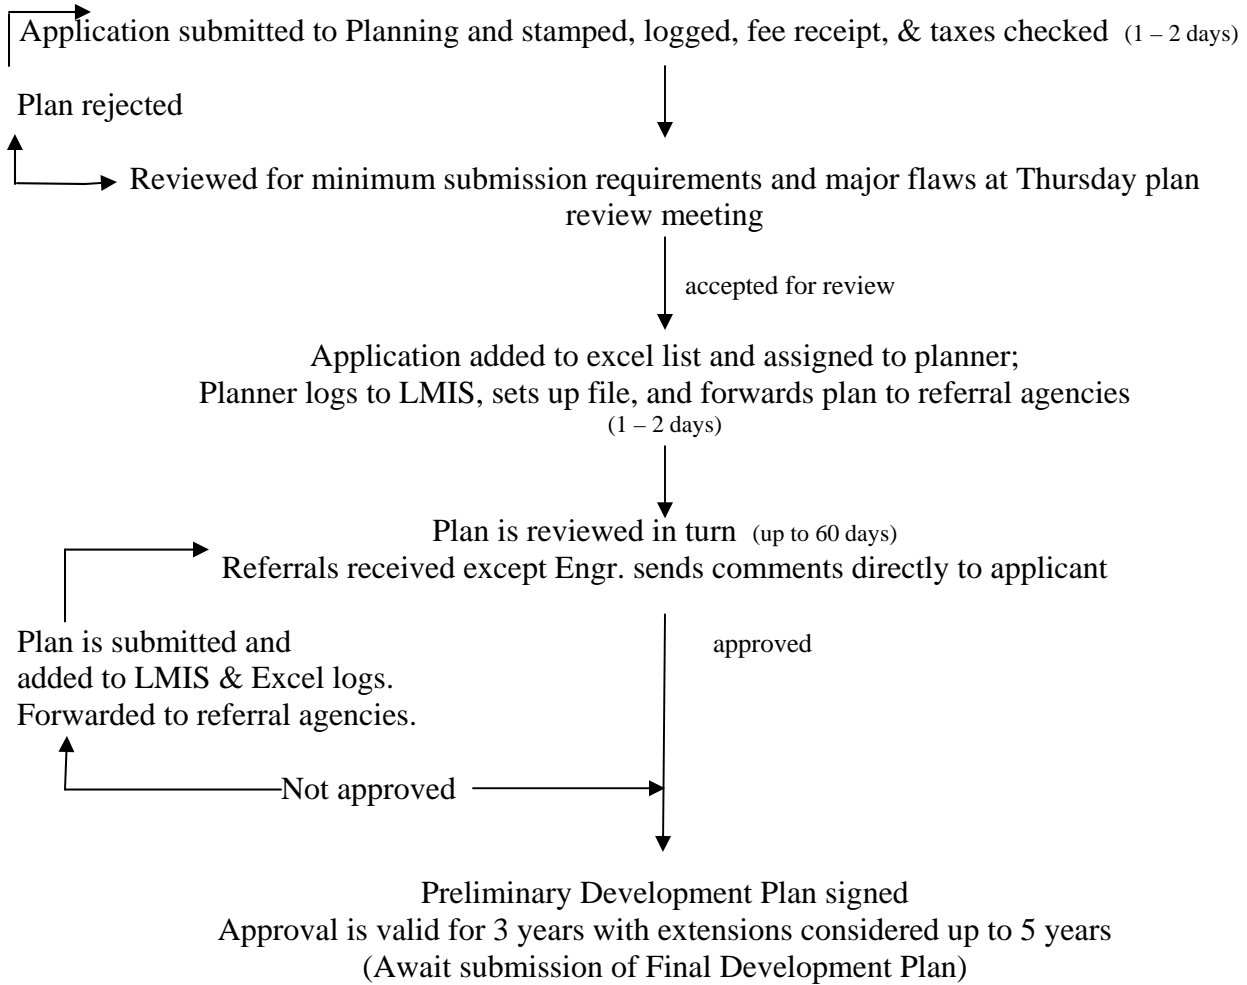 Application submitted to Planning and stamped, logged, fee receipt, & taxes checked (1 – 2 days)
Plan rejected
Reviewed for minimum submission requirements and major flaws at Thursday plan
review meeting
accepted for review
Application added to excel list and assigned to planner;
Planner logs to LMIS, sets up file, and forwards plan to referral agencies
(1 – 2 days)
Plan is reviewed in turn (up to 60 days)
Referrals received except Engr. sends comments directly to applicant
Plan is submitted and
added to LMIS & Excel logs.
Forwarded to referral agencies.
approved
Not approved
Preliminary Development Plan signed
Approval is valid for 3 years with extensions considered up to 5 years
(Await submission of Final Development Plan)